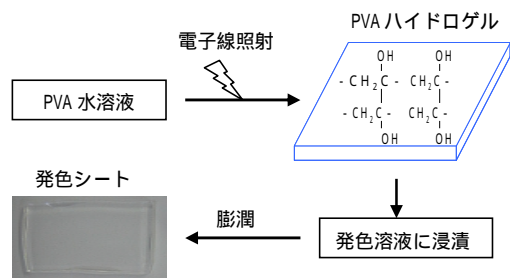 PVA ハイドロゲル
電子線照射
OH OH
- CH₂C - CH₂C -
- CH₂C - CH₂C -
OH OH
PVA 水溶液
発色シート
膨潤
発色溶液に浸漬